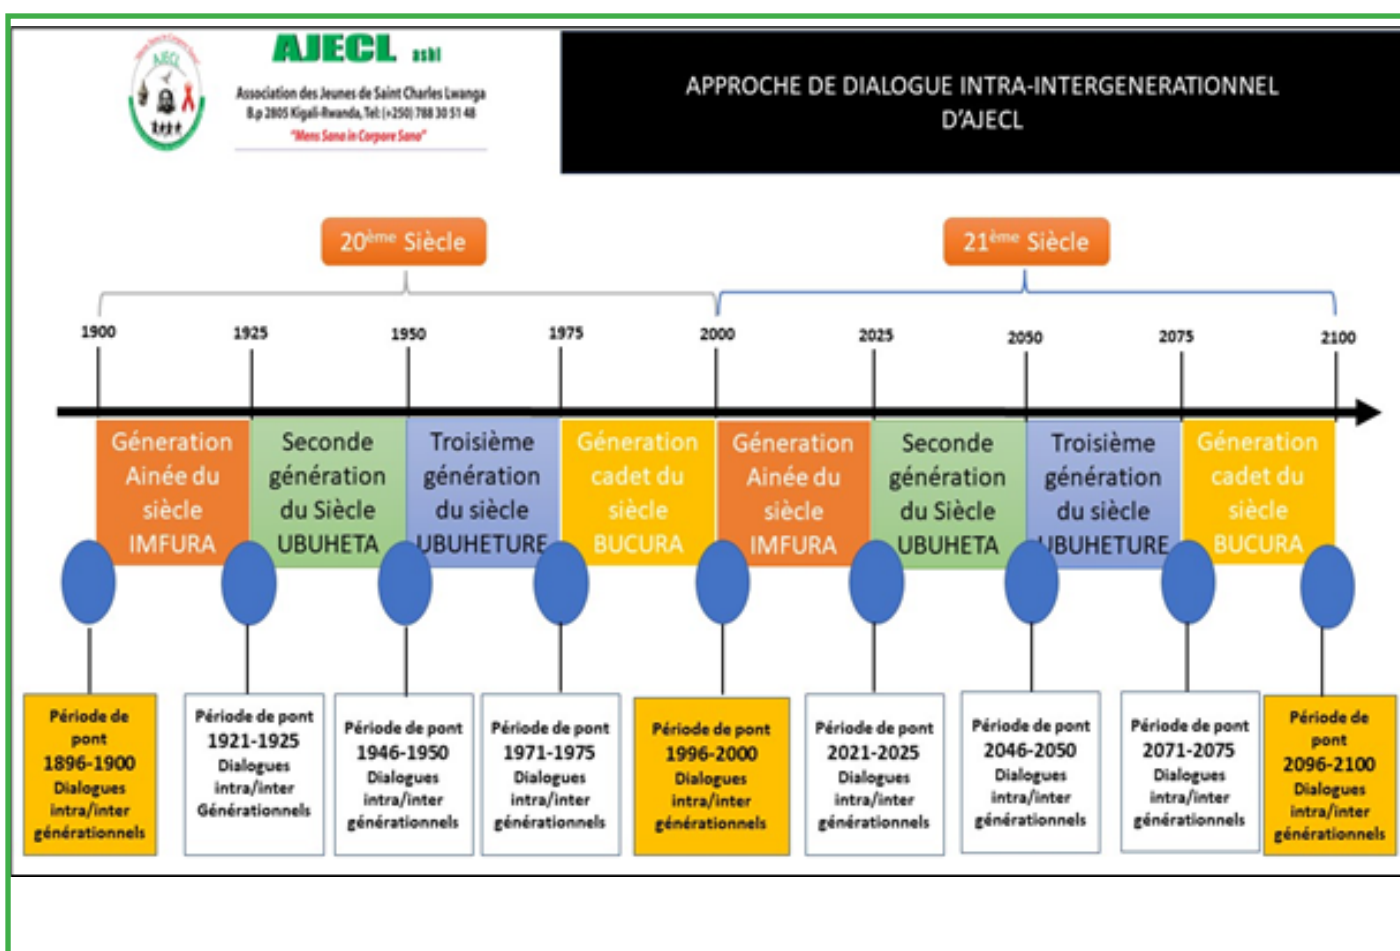 AJECL
AJECL asbl
Association des Jeunes de Saint Charles Lwanga
B.p 2805 Kigali-Rwanda, Tel: (+250) 788 30 51 48
"Mens Sana in Corpore Sano"
APPROCHE DE DIALOGUE INTRA-INTERGENERATIONNEL
D'AJECL
20ème Siècle
21ème Siècle
1900
1925
1950
1975
2000
2025
2050
2075
2100
Géneration
Ainée du
siècle
IMFURA
Seconde
génération
du Siècle
UBUHETA
Troisième
génération
du siècle
UBUHETURE
Géneration
cadet du
siècle
BUCURA
Géneration
Ainée du
siècle
IMFURA
Seconde
génération
du Siècle
UBUHETA
Troisième
génération
du siècle
UBUHETURE
Géneration
cadet du
siècle
BUCURA
Période de
pont
1896-1900
Dialogues
intra/inter
générationnels
Période de pont
1921-1925
Dialogues
intra/inter
Générationnels
Période de pont
1946-1950
Dialogues
intra/inter
générationnels
Période de pont
1971-1975
Dialogues
intra/inter
générationnels
Période de pont
1996-2000
Dialogues
intra/inter
générationnels
Période de pont
2021-2025
Dialogues
intra/inter
générationnels
Période de pont
2046-2050
Dialogues
intra/inter
générationnels
Période de pont
2071-2075
Dialogues
intra/inter
générationnels
Période de
pont
2096-2100
Dialogues
intra/inter
générationnels